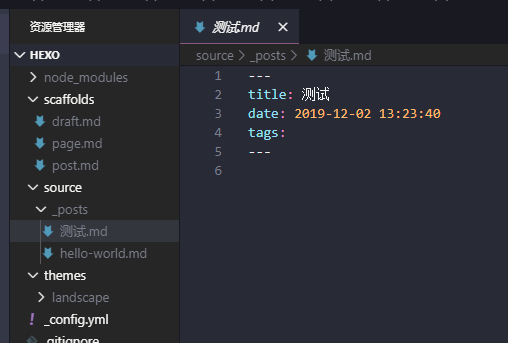 资源管理器
HEXO
node_modules
scaffolds
draft.md
page.md
post.md
source
_posts
测试.md
hello-world.md
themes
landscape
! _config.yml
.gitignore
测试.md ×
source > _posts > 测试.md
1 ---
2 title: 测试
3 date: 2019-12-02 13:23:40
4 tags:
5 ---
6